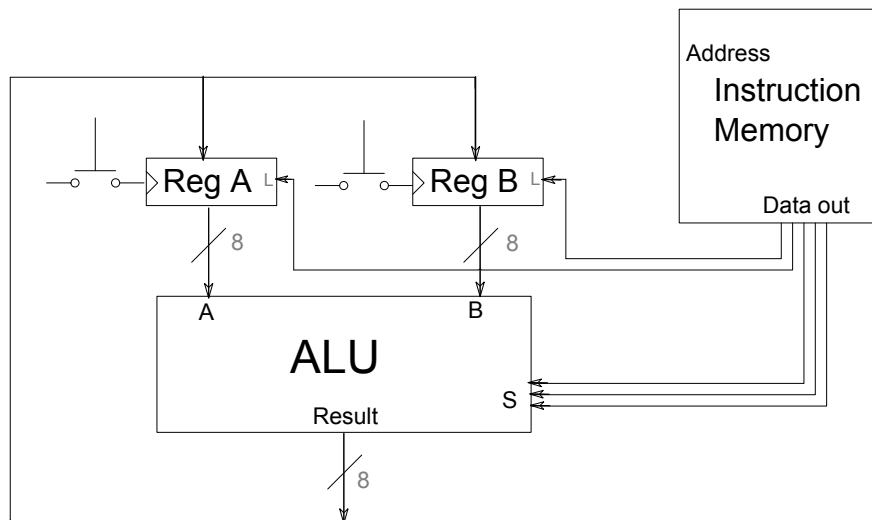 Address
Instruction
Memory
Data out
Reg A
L
Reg B
L
8
8
A
B
ALU
S
Result
8